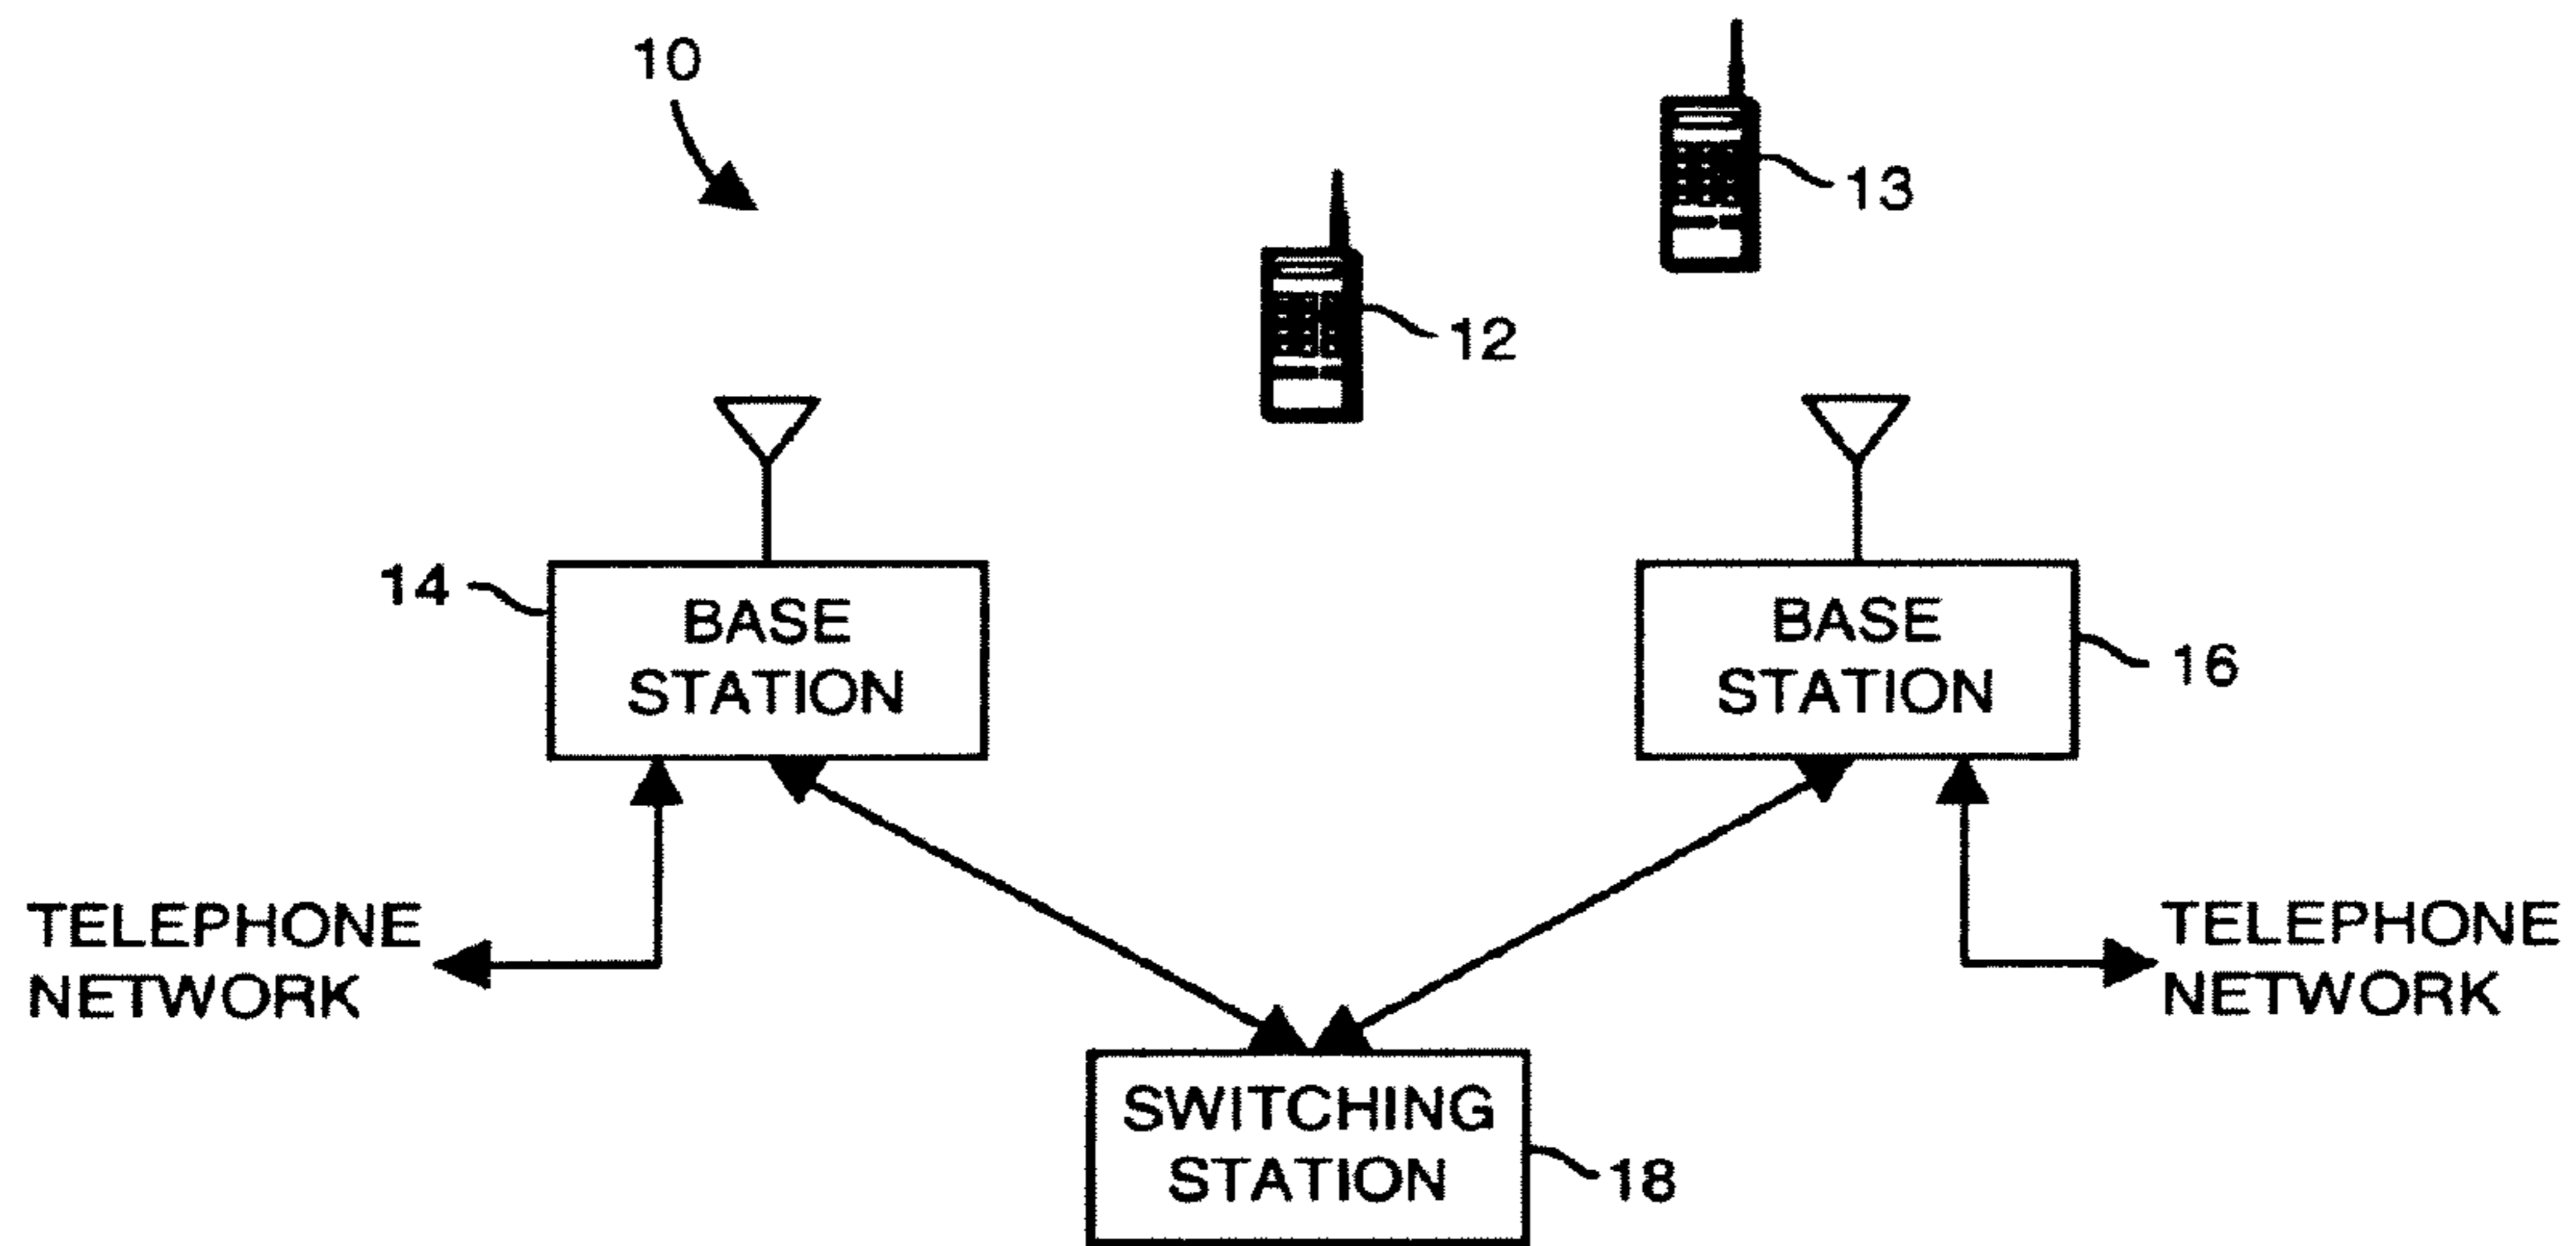 10
13
12
14
BASE
STATION
BASE
STATION
16
TELEPHONE
NETWORK
TELEPHONE
NETWORK
SWITCHING
STATION
18